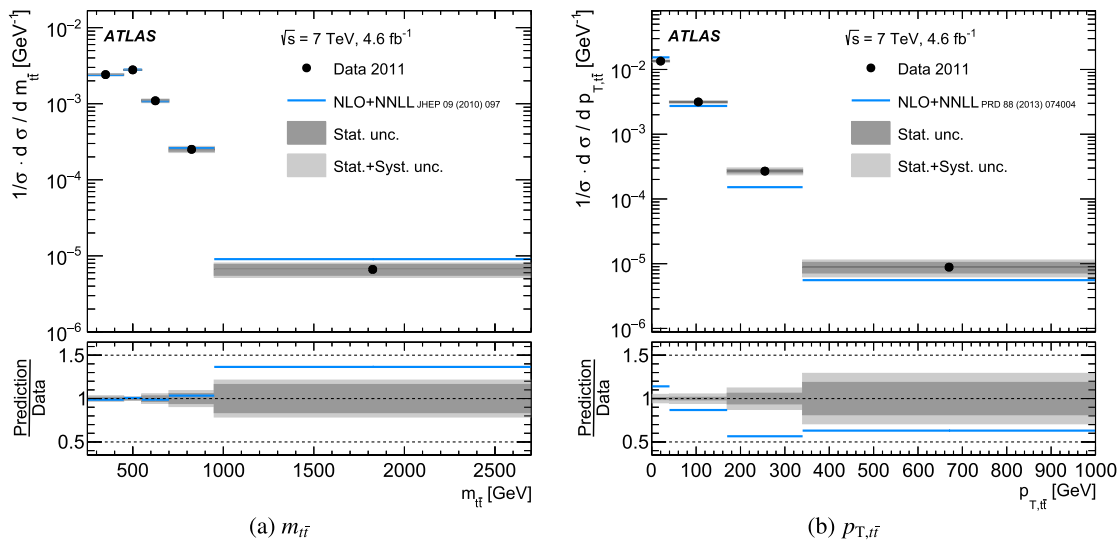 1/σ · d σ / d m_tt̄ [GeV⁻¹]
10⁻²
10⁻³
10⁻⁴
10⁻⁵
10⁻⁶
ATLAS
√s = 7 TeV, 4.6 fb⁻¹
Data 2011
NLO+NNLL JHEP 09 (2010) 097
Stat. unc.
Stat.+Syst. unc.
Prediction
Data
1.5
1
0.5
500 1000 1500 2000 2500
m_tt̄ [GeV]
(a) m_tt̄
1/σ · d σ / d p_T,tt̄ [GeV⁻¹]
10⁻²
10⁻³
10⁻⁴
10⁻⁵
10⁻⁶
ATLAS
√s = 7 TeV, 4.6 fb⁻¹
Data 2011
NLO+NNLL PRD 88 (2013) 074004
Stat. unc.
Stat.+Syst. unc.
Prediction
Data
1.5
1
0.5
0 100 200 300 400 500 600 700 800 900 1000
p_T,tt̄ [GeV]
(b) p_T,tt̄